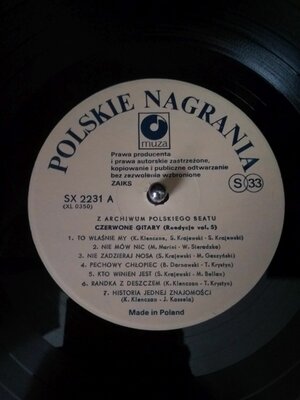 POLSKIE NAGRANIA
muza
Prawa producenta
i prawa autorskie zastrzeżone,
kopiowanie i publiczne odtwarzanie
bez zezwolenia wzbronione
ZAIKS
S 33
SX 2231 A
(XL 0350)
Z ARCHIWUM POLSKIEGO BEATU
CZERWONE GITARY (Reedycja vol. 5)
1. TO WŁAŚNIE MY (K. Klenczon, S. Krajewski - S. Krajewski)
2. NIE MÓW NIC (M. Marini - W. Sieradzka)
3. NIE ZADZIERAJ NOSA (S. Krajewski - M. Gaszyński)
4. PECHOWY CHŁOPIEC (B. Dornowski - T. Krystyn)
5. KTO WINIEN JEST (S. Krajewski - M. Bellan)
6. RANDKA Z DESZCZEM (K. Klenczon - T. Krystyn)
7. HISTORIA JEDNEJ ZNAJOMOŚCI
(K. Klenczon - J. Kossela)
Made in Poland